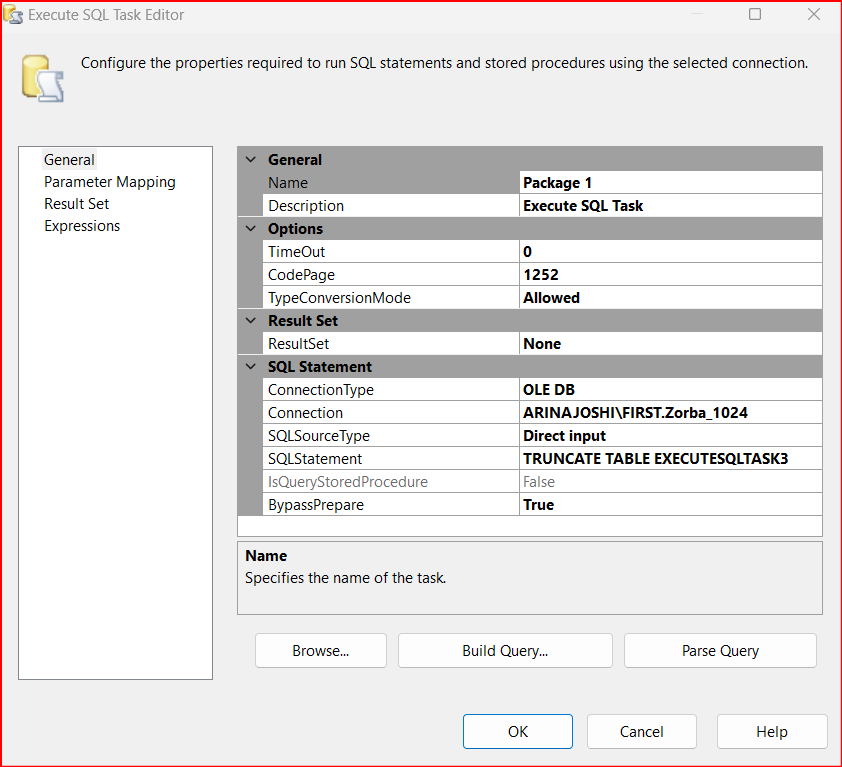 Execute SQL Task Editor
Configure the properties required to run SQL statements and stored procedures using the selected connection.
General
Parameter Mapping
Result Set
Expressions
General
Name Package 1
Description Execute SQL Task
Options
TimeOut 0
CodePage 1252
TypeConversionMode Allowed
Result Set
ResultSet None
SQL Statement
ConnectionType OLE DB
Connection ARINAJOSHI\FIRST.Zorba_1024
SQLSourceType Direct input
SQLStatement TRUNCATE TABLE EXECUTESQLTASK3
IsQueryStoredProcedure False
BypassPrepare True
Name
Specifies the name of the task.
Browse... Build Query... Parse Query
OK Cancel Help